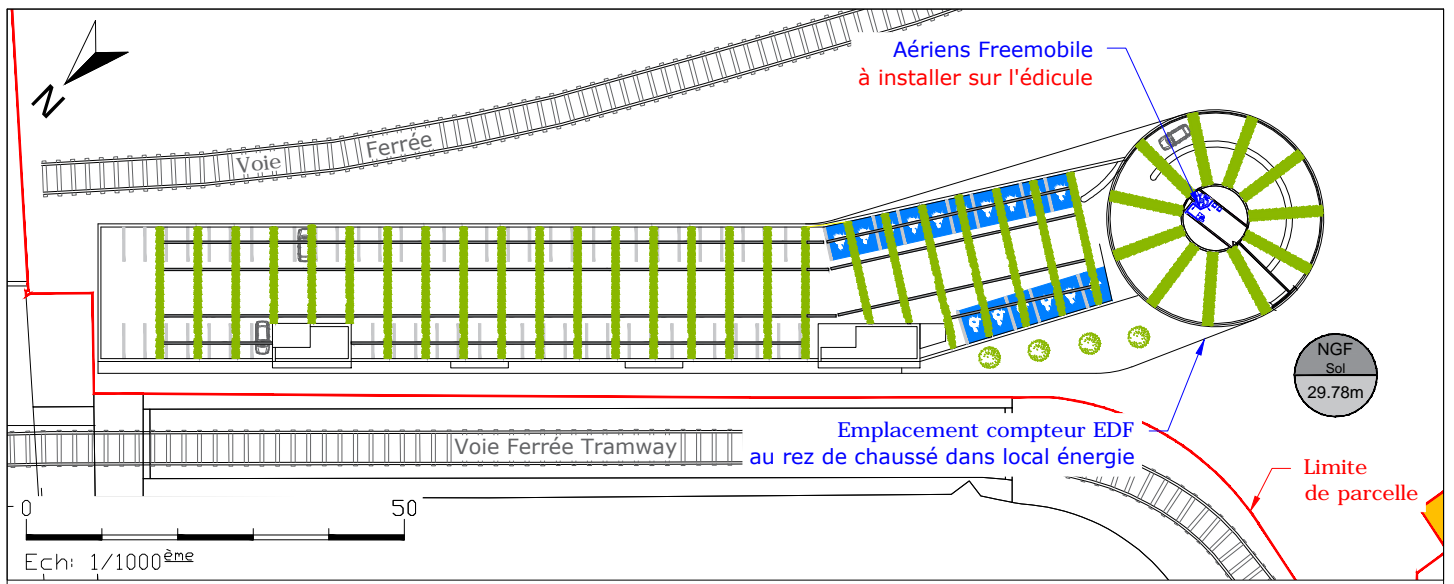 Aériens Freemobile
à installer sur l'édicule
N
Voie Ferrée
NGF
Sol
29.78m
Voie Ferrée Tramway
Emplacement compteur EDF
au rez de chaussé dans local énergie
Limite
de parcelle
0 50
Ech: 1/1000ème